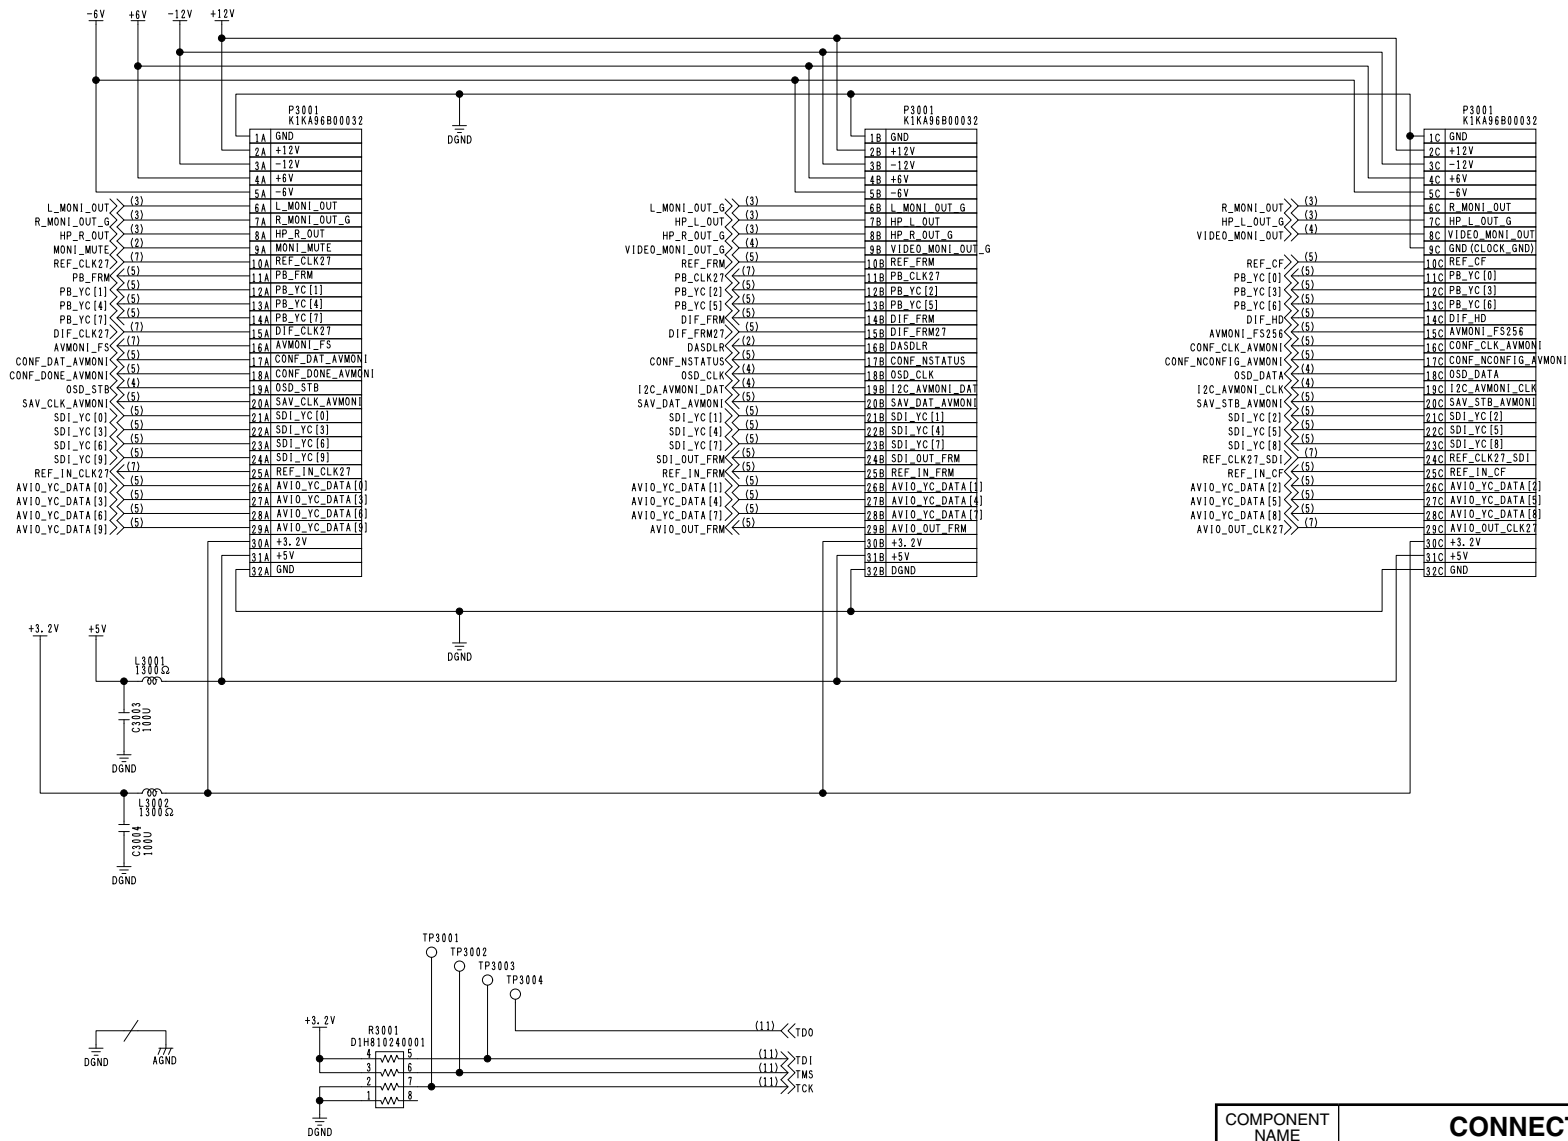 -6V +6V -12V +12V
P3001
K1KA96B00032
1A GND
2A +12V
3A -12V
4A +6V
5A -6V
L_MONI_OUT (3) 6A L_MONI_OUT
R_MONI_OUT_G (3) 7A R_MONI_OUT_G
HP_R_OUT (3) 8A HP_R_OUT
MONI_MUTE (2) 9A MONI_MUTE
REF_CLK27 (7) 10A REF_CLK27
PB_FRM (5) 11A PB_FRM
PB_YC[1] (5) 12A PB_YC[1]
PB_YC[4] (5) 13A PB_YC[4]
PB_YC[7] (5) 14A PB_YC[7]
DIF_CLK27 (7) 15A DIF_CLK27
AVMONI_FS (7) 16A AVMONI_FS
CONF_DAT_AVMONI (5) 17A CONF_DAT_AVMONI
CONF_DONE_AVMONI (5) 18A CONF_DONE_AVMONI
OSD_STB (4) 19A OSD_STB
SAV_CLK_AVMONI (5) 20A SAV_CLK_AVMONI
SDI_YC[0] (5) 21A SDI_YC[0]
SDI_YC[3] (5) 22A SDI_YC[3]
SDI_YC[6] (5) 23A SDI_YC[6]
SDI_YC[9] (5) 24A SDI_YC[9]
REF_IN_CLK27 (7) 25A REF_IN_CLK27
AVIO_YC_DATA[0] (5) 26A AVIO_YC_DATA[0]
AVIO_YC_DATA[3] (5) 27A AVIO_YC_DATA[3]
AVIO_YC_DATA[6] (5) 28A AVIO_YC_DATA[6]
AVIO_YC_DATA[9] (5) 29A AVIO_YC_DATA[9]
30A +3.2V
31A +5V
32A GND
DGND
P3001
K1KA96B00032
1B GND
2B +12V
3B -12V
4B +6V
5B -6V
L_MONI_OUT_G (3) 6B L_MONI_OUT_G
HP_L_OUT (3) 7B HP_L_OUT
HP_R_OUT_G (3) 8B HP_R_OUT_G
VIDEO_MONI_OUT_G (4) 9B VIDEO_MONI_OUT_G
REF_FRM (5) 10B REF_FRM
PB_CLK27 (7) 11B PB_CLK27
PB_YC[2] (5) 12B PB_YC[2]
PB_YC[5] (5) 13B PB_YC[5]
DIF_FRM (5) 14B DIF_FRM
DIF_FRM27 (5) 15B DIF_FRM27
DASDLR (2) 16B DASDLR
CONF_NSTATUS (5) 17B CONF_NSTATUS
OSD_CLK (4) 18B OSD_CLK
I2C_AVMONI_DAT (4) 19B I2C_AVMONI_DAT
SAV_DAT_AVMONI (5) 20B SAV_DAT_AVMONI
SDI_YC[1] (5) 21B SDI_YC[1]
SDI_YC[4] (5) 22B SDI_YC[4]
SDI_YC[7] (5) 23B SDI_YC[7]
SDI_OUT_FRM (5) 24B SDI_OUT_FRM
REF_IN_FRM (5) 25B REF_IN_FRM
AVIO_YC_DATA[1] (5) 26B AVIO_YC_DATA[1]
AVIO_YC_DATA[4] (5) 27B AVIO_YC_DATA[4]
AVIO_YC_DATA[7] (5) 28B AVIO_YC_DATA[7]
AVIO_OUT_FRM (5) 29B AVIO_OUT_FRM
30B +3.2V
31B +5V
32B DGND
P3001
K1KA96B00032
1C GND
2C +12V
3C -12V
4C +6V
5C -6V
R_MONI_OUT (3) 6C R_MONI_OUT
HP_L_OUT_G (3) 7C HP_L_OUT_G
VIDEO_MONI_OUT (4) 8C VIDEO_MONI_OUT
9C GND(CLOCK_GND)
REF_CF (5) 10C REF_CF
PB_YC[0] (5) 11C PB_YC[0]
PB_YC[3] (5) 12C PB_YC[3]
PB_YC[6] (5) 13C PB_YC[6]
DIF_HD (5) 14C DIF_HD
AVMONI_FS256 (5) 15C AVMONI_FS256
CONF_CLK_AVMONI (5) 16C CONF_CLK_AVMONI
CONF_NCONFIG_AVMONI (5) 17C CONF_NCONFIG_AVMONI
OSD_DATA (4) 18C OSD_DATA
I2C_AVMONI_CLK (4) 19C I2C_AVMONI_CLK
SAV_STB_AVMONI (5) 20C SAV_STB_AVMONI
SDI_YC[2] (5) 21C SDI_YC[2]
SDI_YC[5] (5) 22C SDI_YC[5]
SDI_YC[8] (5) 23C SDI_YC[8]
REF_CLK27_SDI (7) 24C REF_CLK27_SDI
REF_IN_CF (5) 25C REF_IN_CF
AVIO_YC_DATA[2] (5) 26C AVIO_YC_DATA[2]
AVIO_YC_DATA[5] (5) 27C AVIO_YC_DATA[5]
AVIO_YC_DATA[8] (5) 28C AVIO_YC_DATA[8]
AVIO_OUT_CLK27 (7) 29C AVIO_OUT_CLK27
30C +3.2V
31C +5V
32C GND
DGND
+3.2V +5V
L3001
1300Ω
C3003
100U
DGND
L3002
1300Ω
C3004
100U
DGND
TP3001
TP3002
TP3003
TP3004
DGND AGND
+3.2V
R3001
D1H810240001
(11) TDO
4 5 (11) TDI
3 6 (11) TMS
2 7 (11) TCK
1 8
DGND
COMPONENT
NAME
CONNECT